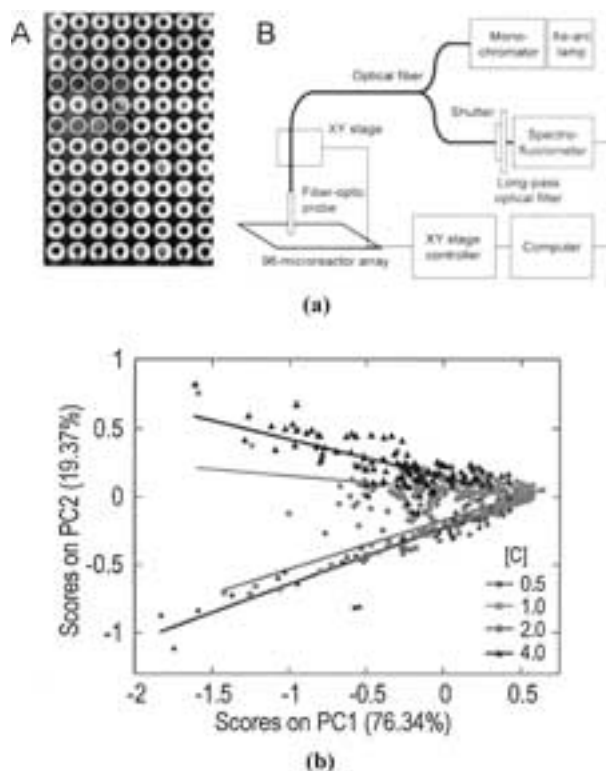 A
B
Mono-
chromator
Xe-arc
lamp
Optical fiber
Shutter
Spectro-
fluorometer
XY stage
Long-pass
optical filter
Fiber-optic
probe
96-microreactor array
XY stage
controller
Computer
(a)
Scores on PC2 (19.37%)
1
0.5
0
-0.5
-1
[C]
0.5
1.0
2.0
4.0
-2
-1.5
-1
-0.5
0
0.5
Scores on PC1 (76.34%)
(b)